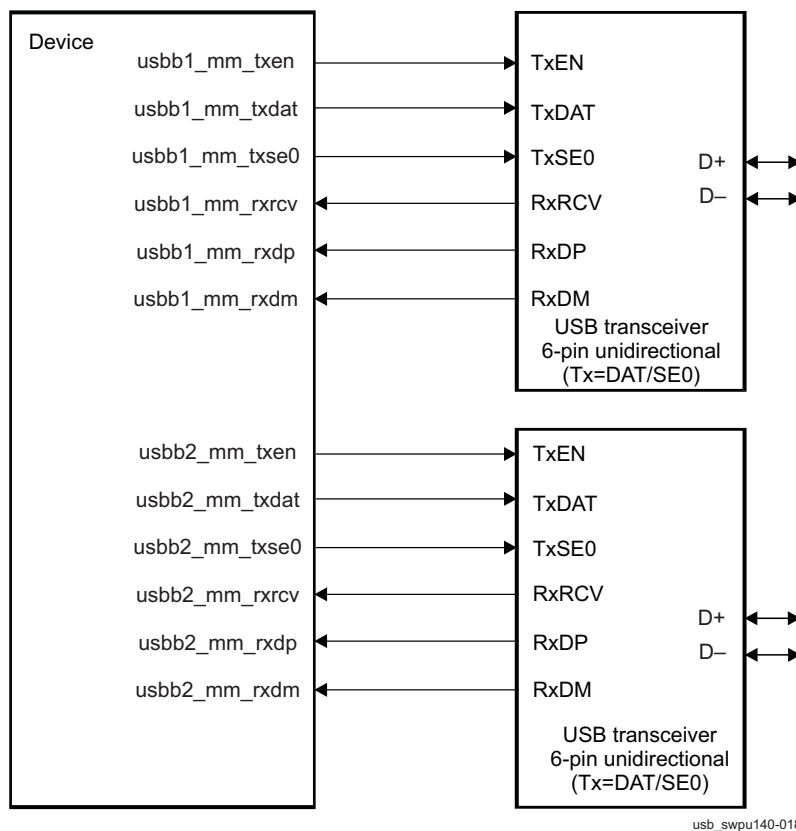 Device
usbb1_mm_txen
usbb1_mm_txdat
usbb1_mm_txse0
usbb1_mm_rxrcv
usbb1_mm_rxdp
usbb1_mm_rxdm
TxEN
TxDAT
TxSE0
RxRCV
RxDP
RxDM
D+
D–
USB transceiver
6-pin unidirectional
(Tx=DAT/SE0)
usbb2_mm_txen
usbb2_mm_txdat
usbb2_mm_txse0
usbb2_mm_rxrcv
usbb2_mm_rxdp
usbb2_mm_rxdm
TxEN
TxDAT
TxSE0
RxRCV
RxDP
RxDM
D+
D–
USB transceiver
6-pin unidirectional
(Tx=DAT/SE0)
usb_swpu140-018